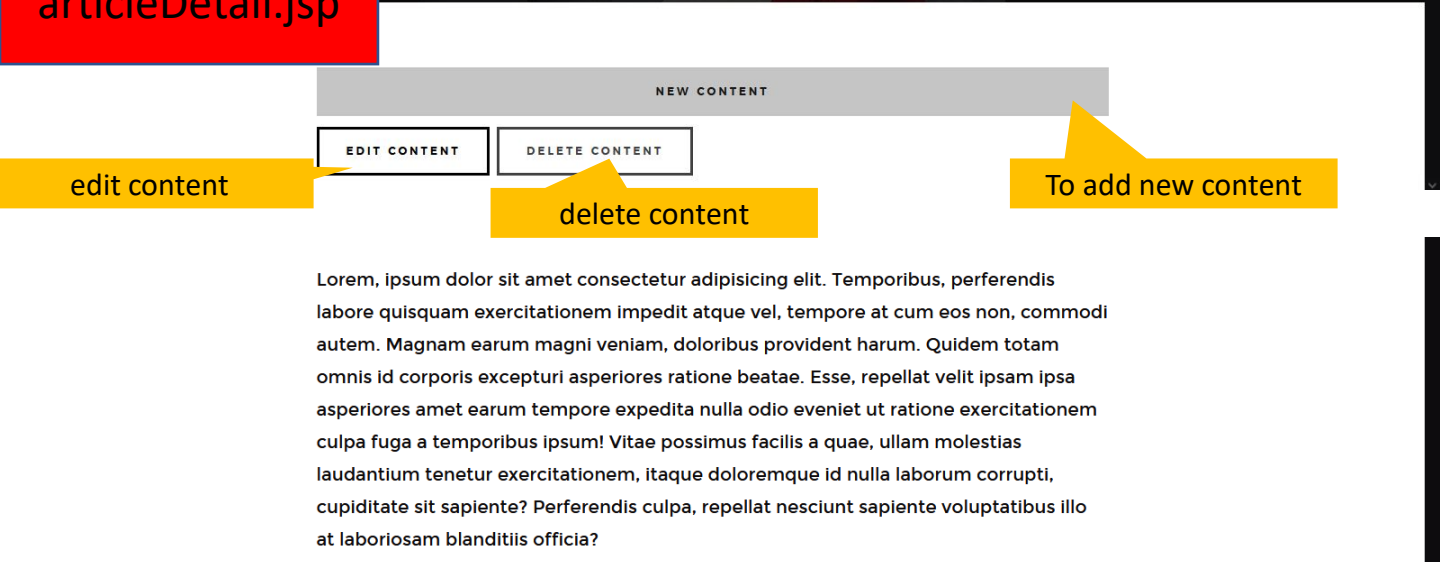 articleDetail.jsp
NEW CONTENT
EDIT CONTENT
DELETE CONTENT
edit content
To add new content
delete content
Lorem, ipsum dolor sit amet consectetur adipisicing elit. Temporibus, perferendis
labore quisquam exercitationem impedit atque vel, tempore at cum eos non, commodi
autem. Magnam earum magni veniam, doloribus provident harum. Quidem totam
omnis id corporis excepturi asperiores ratione beatae. Esse, repellat velit ipsam ipsa
asperiores amet earum tempore expedita nulla odio eveniet ut ratione exercitationem
culpa fuga a temporibus ipsum! Vitae possimus facilis a quae, ullam molestias
laudantium tenetur exercitationem, itaque doloremque id nulla laborum corrupti,
cupiditate sit sapiente? Perferendis culpa, repellat nesciunt sapiente voluptatibus illo
at laboriosam blanditiis officia?